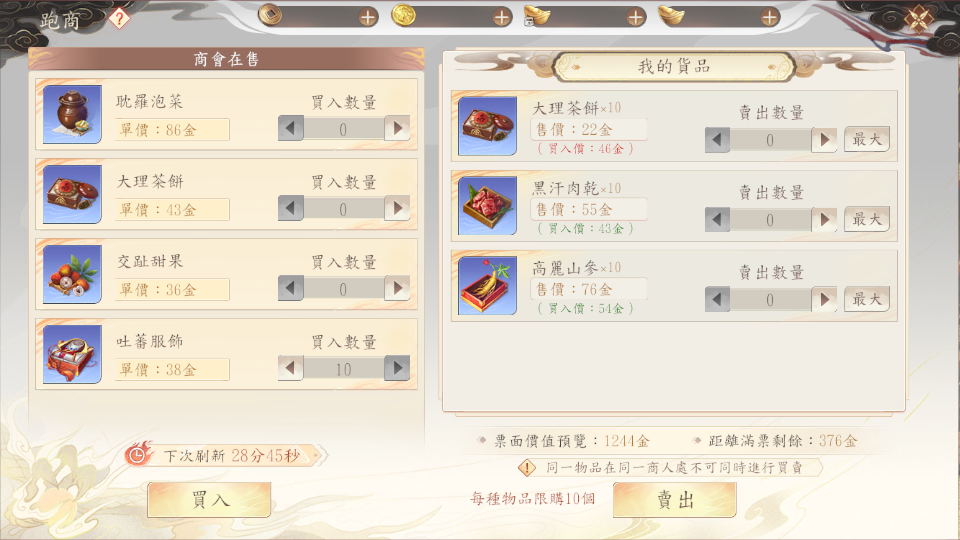 跑商
?
商會在售
耽羅泡菜
單價：86金
買入數量
0
大理茶餅
單價：43金
買入數量
0
交趾甜果
單價：36金
買入數量
0
吐蕃服飾
單價：38金
買入數量
10
下次刷新 28分45秒
買入
我的貨品
大理茶餅×10
售價：22金
（買入價：46金）
賣出數量
0
最大
黑汗肉乾×10
售價：55金
（買入價：43金）
賣出數量
0
最大
高麗山參×10
售價：76金
（買入價：54金）
賣出數量
0
最大
票面價值預覽：1244金
距離滿票剩餘：376金
同一物品在同一商人處不可同時進行買賣
每種物品限購10個
賣出